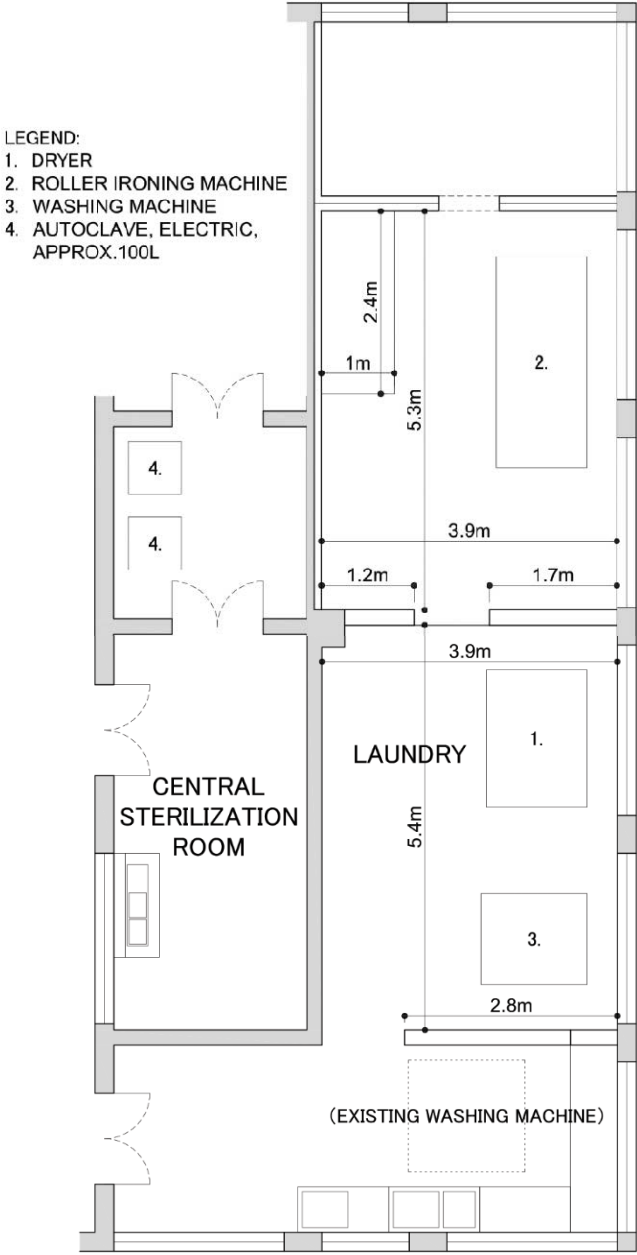 LEGEND:
1. DRYER
2. ROLLER IRONING MACHINE
3. WASHING MACHINE
4. AUTOCLAVE, ELECTRIC,
APPROX.100L
2.4m
1m
5.3m
2.
4.
4.
3.9m
1.2m
1.7m
3.9m
1.
LAUNDRY
CENTRAL
STERILIZATION
ROOM
5.4m
3.
2.8m
(EXISTING WASHING MACHINE)